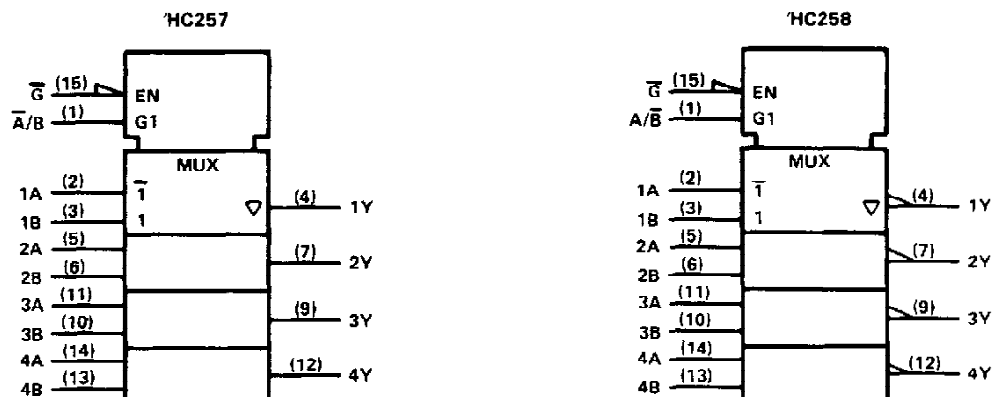 'HC257
G̅ (15) EN
A̅/B (1) G1
MUX
1A (2) 1̅
1B (3) 1
▽ (4) 1Y
2A (5)
2B (6)
(7) 2Y
3A (11)
3B (10)
(9) 3Y
4A (14)
4B (13)
(12) 4Y
'HC258
G̅ (15) EN
A/B̅ (1) G1
MUX
1A (2) 1̅
1B (3) 1
▽ (4) 1Y
2A (5)
2B (6)
(7) 2Y
3A (11)
3B (10)
(9) 3Y
4A (14)
4B (13)
(12) 4Y